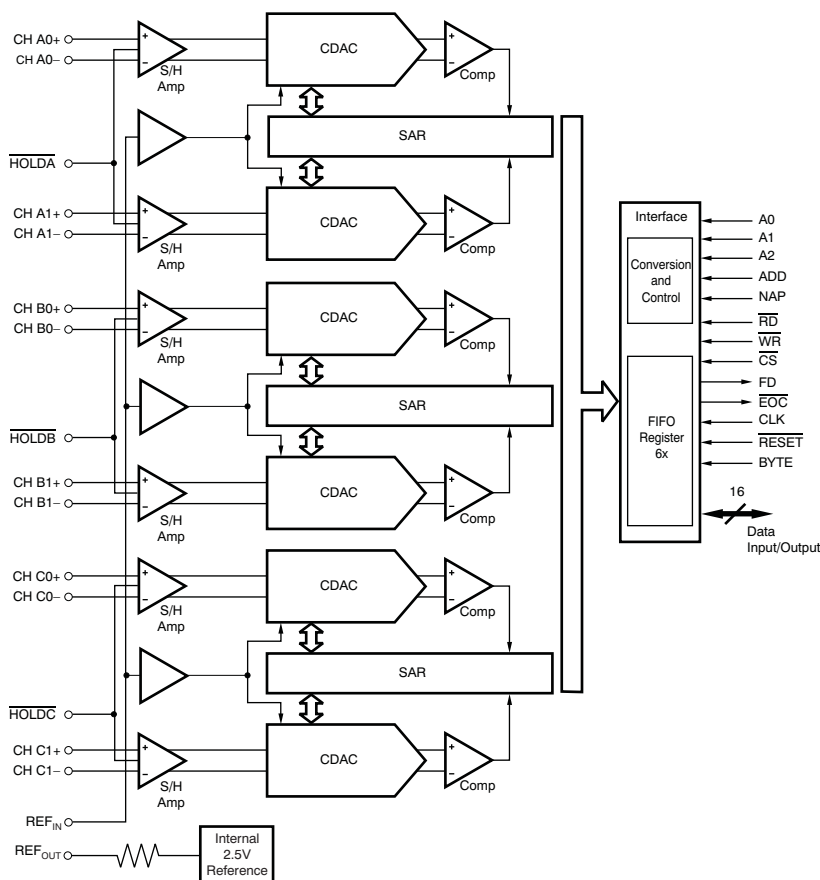 CH A0+
CH A0−
+
−
S/H
Amp
CDAC
+
−
Comp
HOLDA
SAR
CH A1+
CH A1−
+
−
S/H
Amp
CDAC
+
−
Comp
CH B0+
CH B0−
+
−
S/H
Amp
CDAC
+
−
Comp
HOLDB
SAR
CH B1+
CH B1−
+
−
S/H
Amp
CDAC
+
−
Comp
CH C0+
CH C0−
+
−
S/H
Amp
CDAC
+
−
Comp
HOLDC
SAR
CH C1+
CH C1−
+
−
S/H
Amp
CDAC
+
−
Comp
REFIN
REFOUT
Internal
2.5V
Reference
Interface
Conversion
and
Control
FIFO
Register
6x
A0
A1
A2
ADD
NAP
RD
WR
CS
FD
EOC
CLK
RESET
BYTE
16
Data
Input/Output